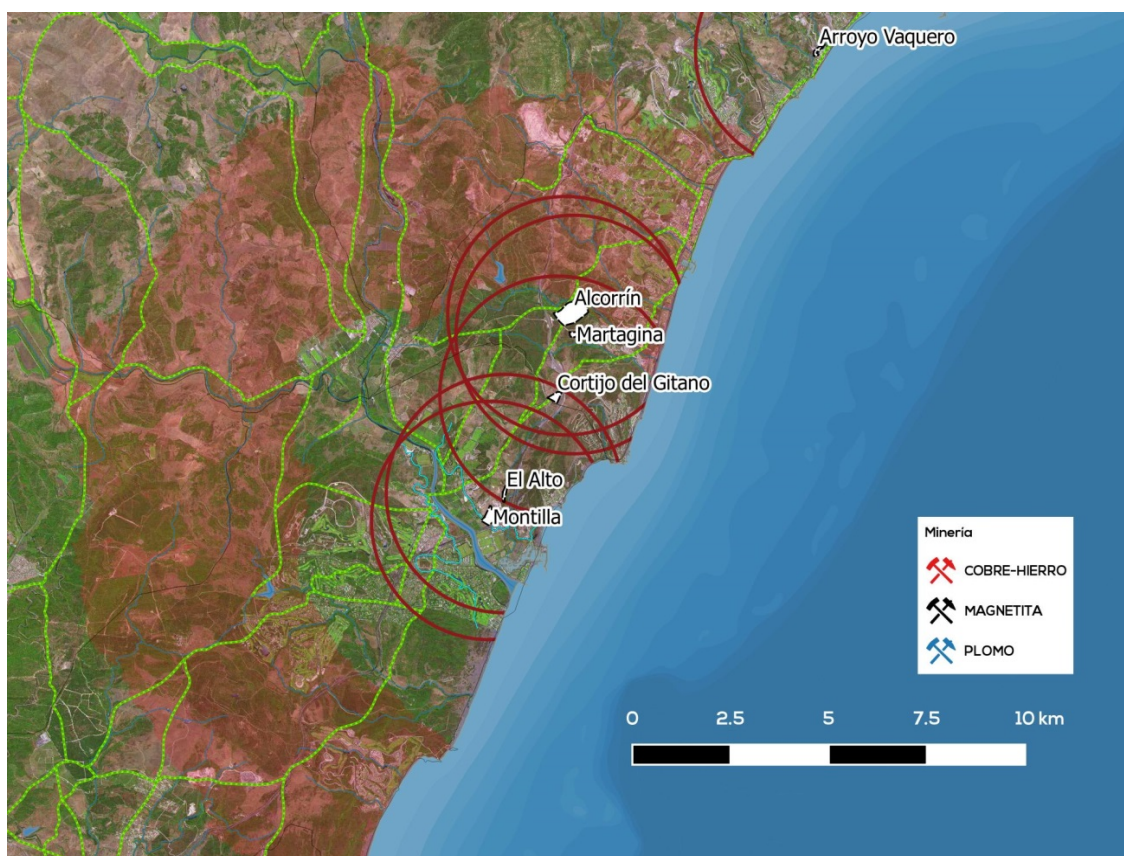 Arroyo Vaquero
Alcorrín
Martagina
Cortijo del Gitano
El Alto
Montilla
Minería
COBRE-HIERRO
MAGNETITA
PLOMO
0 2.5 5 7.5 10 km